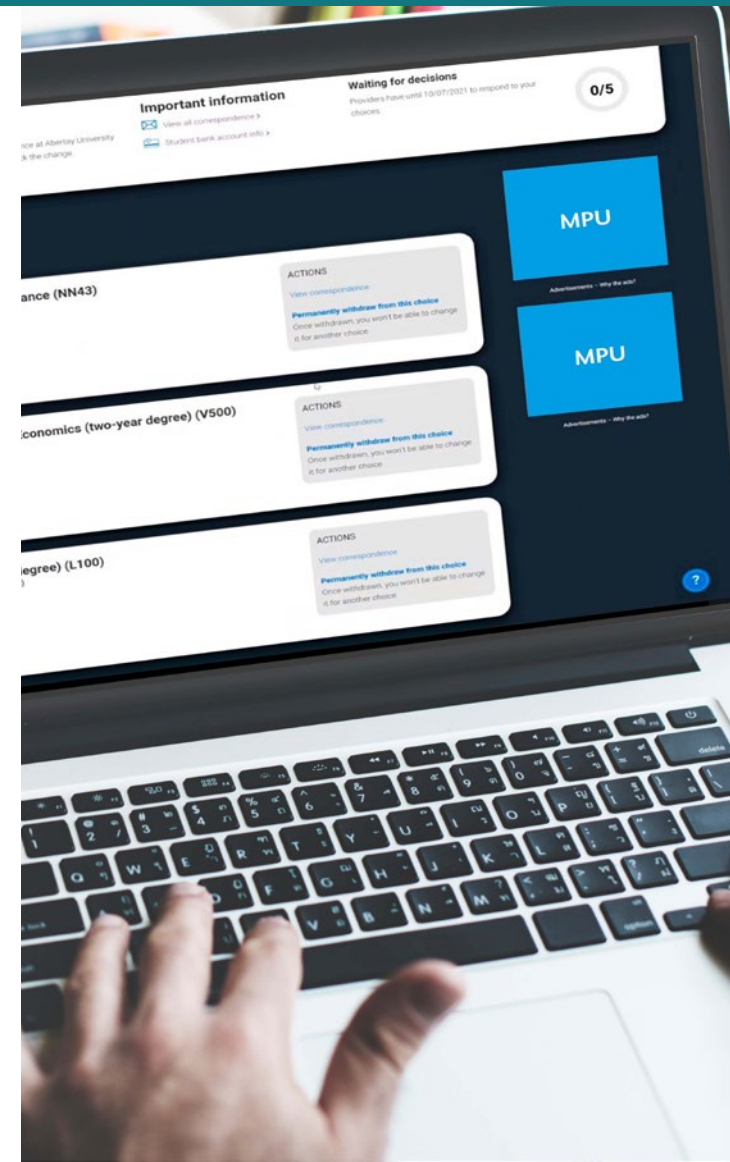 Important information
View all correspondence >
Student bank account info >
Waiting for decisions
Providers have until 10/07/2021 to respond to your
choices.
0/5
nce at Abertay University
k the change.
MPU
Advertisements - Why the ads?
MPU
Advertisements - Why the ads?
ance (NN43)
ACTIONS
View correspondence
Permanently withdraw from this choice
Once withdrawn, you won't be able to change
it for another choice
conomics (two-year degree) (V500)
ACTIONS
View correspondence
Permanently withdraw from this choice
Once withdrawn, you won't be able to change
it for another choice
egree) (L100)
ACTIONS
View correspondence
Permanently withdraw from this choice
Once withdrawn, you won't be able to change
it for another choice
?
delete
Q W E R T Y U I O P
D F G H J K L
V B N M
option